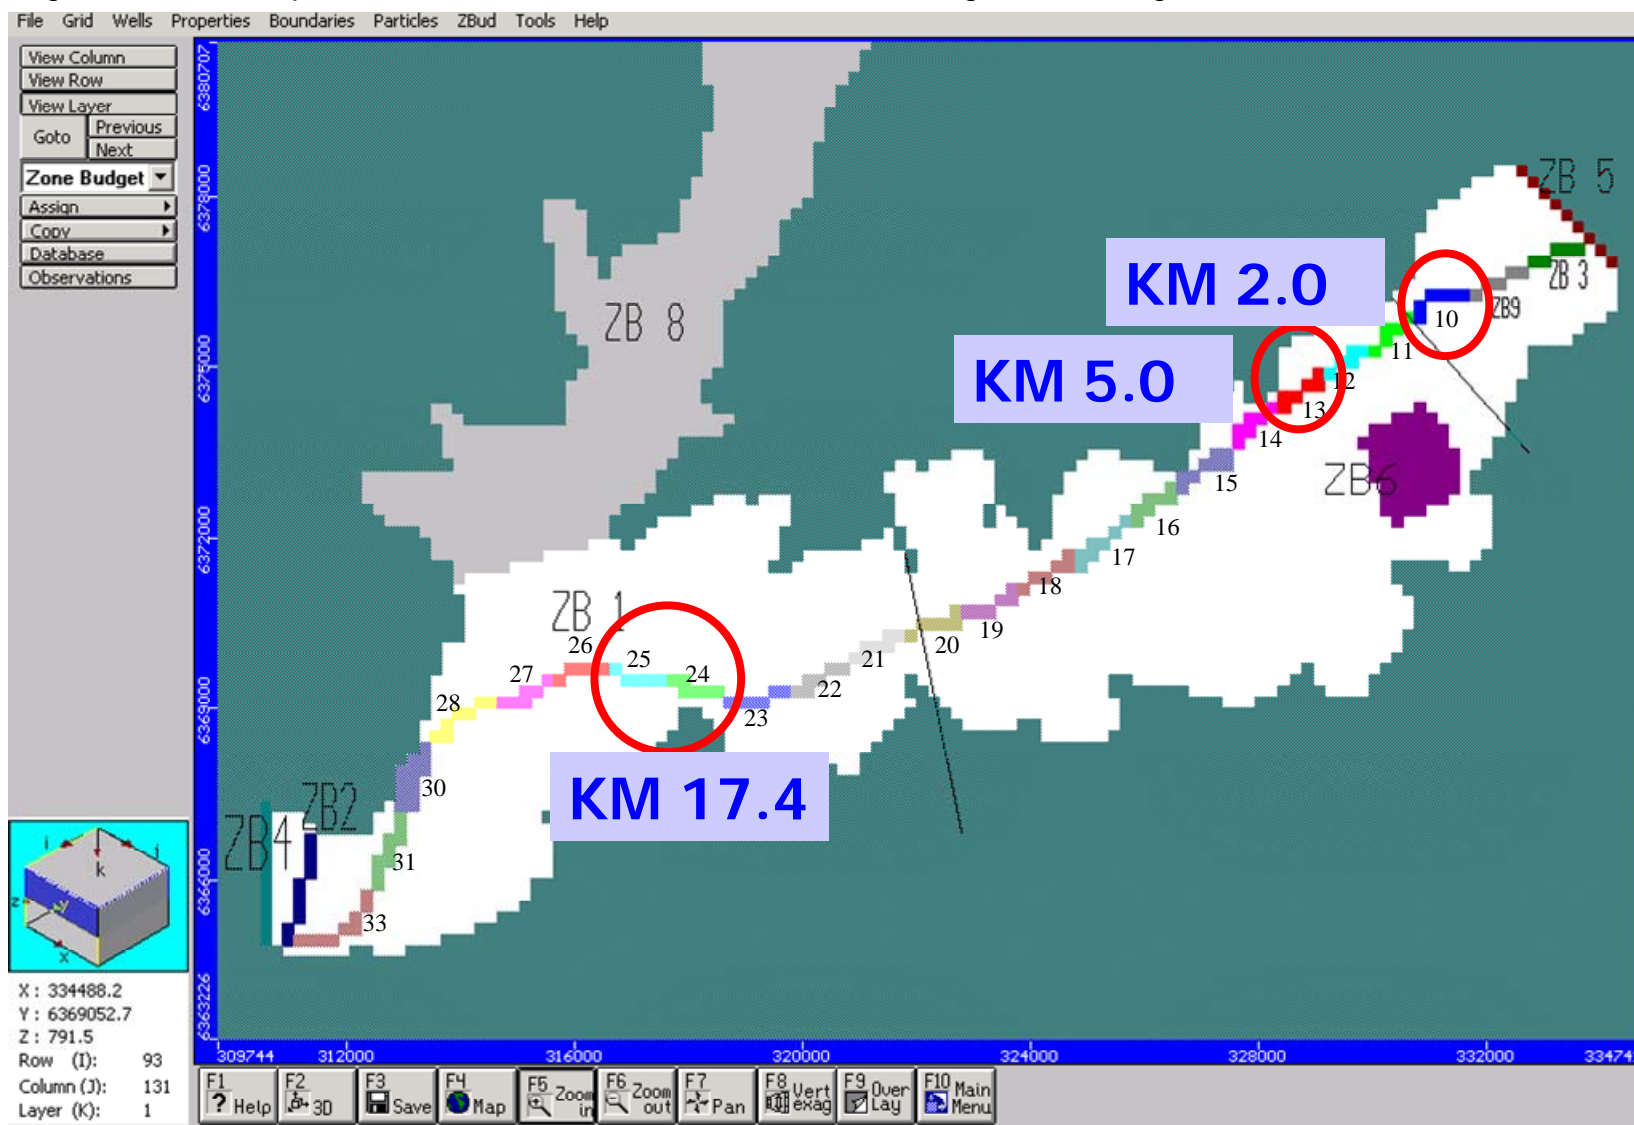 File Grid Wells Properties Boundaries Particles ZBud Tools Help
View Column
View Row
View Layer
Goto
Previous
Next
Zone Budget
Assign
Copy
Database
Observations
6380707
6378000
6375000
6372000
6369000
6366000
6363226
ZB 5
ZB 3
ZB9
10
KM 2.0
11
ZB 8
KM 5.0
12
13
14
ZB6
15
16
17
18
19
20
21
22
23
ZB 1
24
25
26
27
28
KM 17.4
30
ZB2
ZB4
31
33
i
j
k
z
y
x
X : 334488.2
Y : 6369052.7
Z : 791.5
Row (I): 93
Column (J): 131
Layer (K): 1
309744 312000 316000 320000 324000 328000 332000 33474
F1 ? Help
F2 3D
F3 Save
F4 Map
F5 Zoom in
F6 Zoom out
F7 Pan
F8 Vert exag
F9 Over Lay
F10 Main Menu